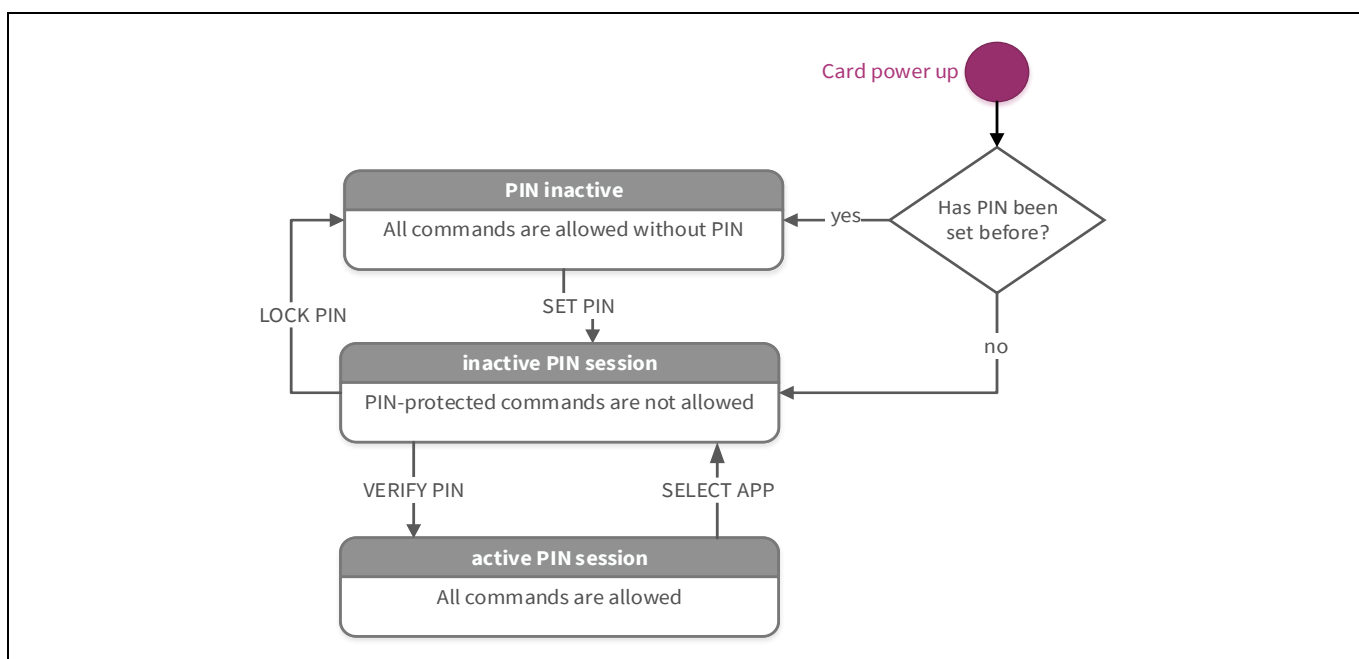 Card power up
Has PIN been
set before?
yes
no
PIN inactive
All commands are allowed without PIN
SET PIN
LOCK PIN
inactive PIN session
PIN-protected commands are not allowed
VERIFY PIN
SELECT APP
active PIN session
All commands are allowed